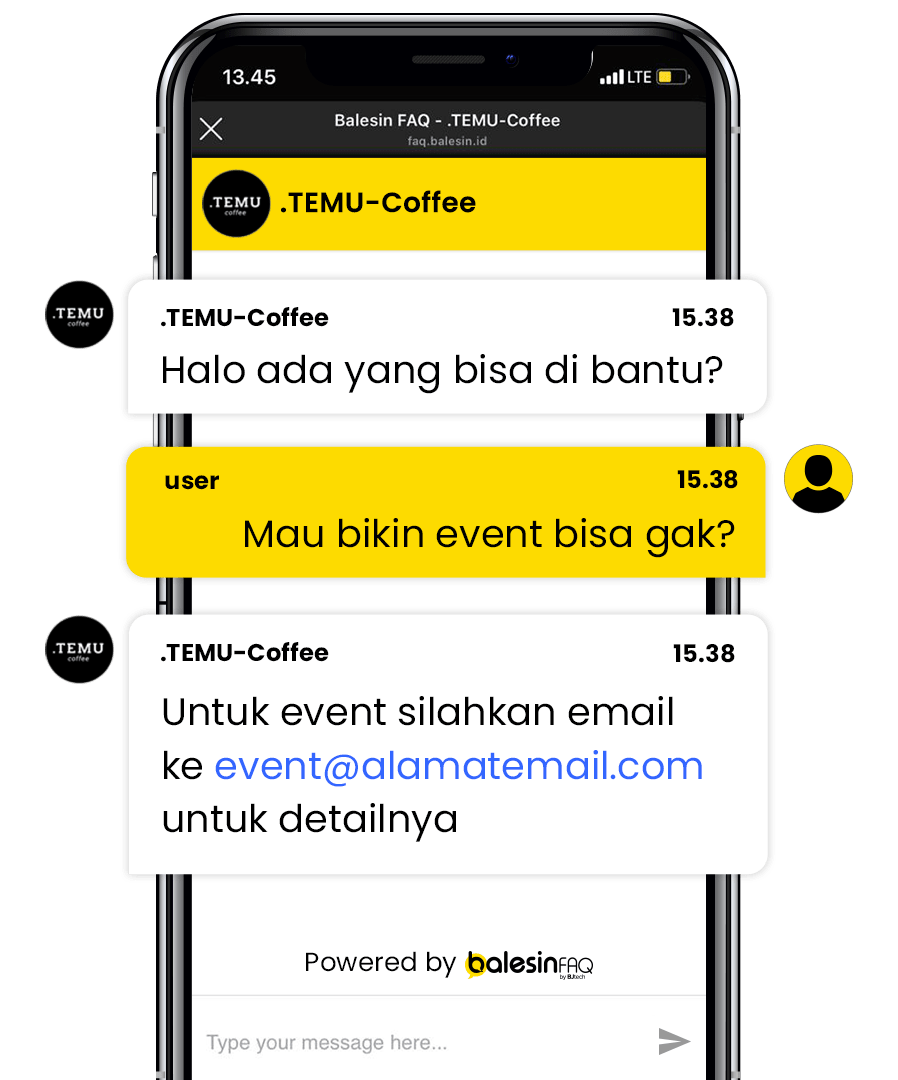 13.45
LTE
Balesin FAQ - .TEMU-Coffee
faq.balesin.id
.TEMU
coffee
.TEMU-Coffee
.TEMU
coffee
.TEMU-Coffee 15.38
Halo ada yang bisa di bantu?
user 15.38
Mau bikin event bisa gak?
.TEMU
coffee
.TEMU-Coffee 15.38
Untuk event silahkan email
ke event@alamatemail.com
untuk detailnya
Powered by balesinFAQ
by BJtech
Type your message here...